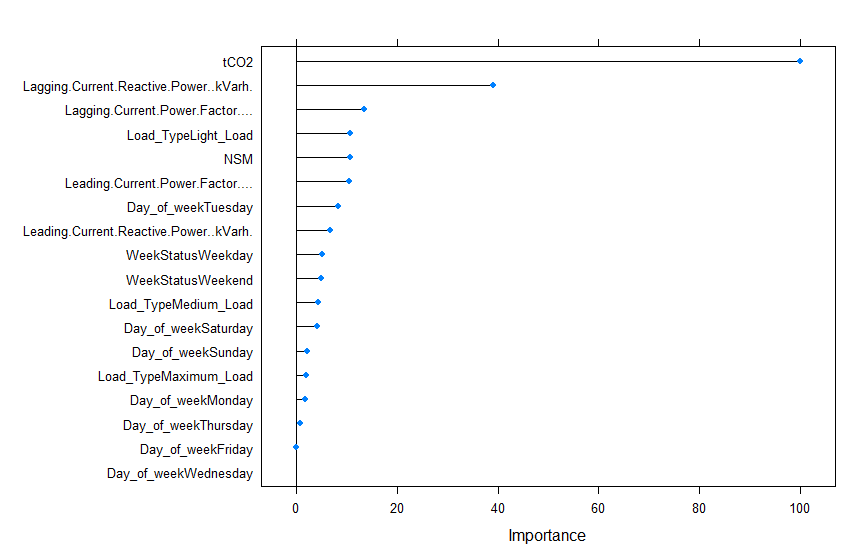 tCO2
Lagging.Current.Reactive.Power..kVarh.
Lagging.Current.Power.Factor....
Load_TypeLight_Load
NSM
Leading.Current.Power.Factor....
Day_of_weekTuesday
Leading.Current.Reactive.Power..kVarh.
WeekStatusWeekday
WeekStatusWeekend
Load_TypeMedium_Load
Day_of_weekSaturday
Day_of_weekSunday
Load_TypeMaximum_Load
Day_of_weekMonday
Day_of_weekThursday
Day_of_weekFriday
Day_of_weekWednesday
0 20 40 60 80 100
Importance